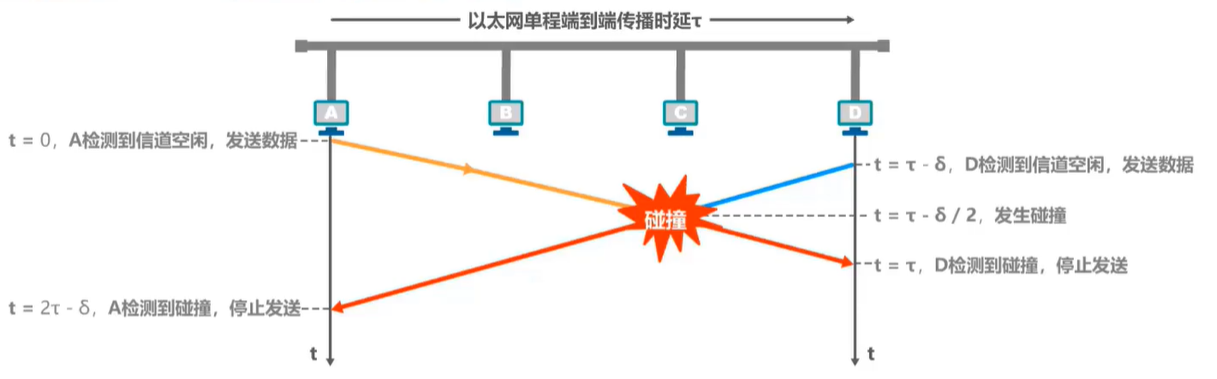 以太网单程端到端传播时延τ
A B C D
t = 0，A检测到信道空闲，发送数据
t = τ - δ，D检测到信道空闲，发送数据
碰撞
t = τ - δ / 2，发生碰撞
t = τ，D检测到碰撞，停止发送
t = 2τ - δ，A检测到碰撞，停止发送
t
t